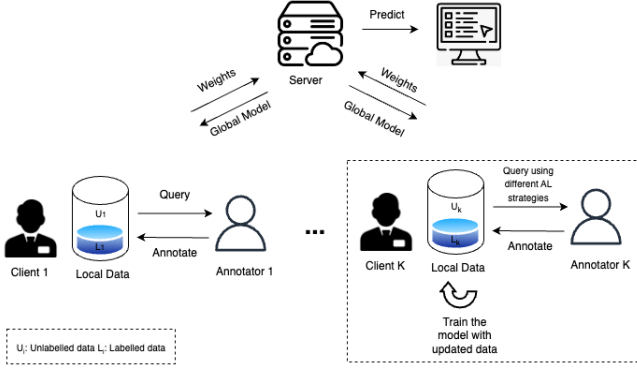 Predict
Server
Weights
Global Model
Weights
Global Model
Query
U1
L1
Annotate
Client 1
Local Data
Annotator 1
...
Query using
different AL
strategies
Uk
Lk
Annotate
Client K
Local Data
Annotator K
Train the
model with
updated data
Ui: Unlabelled data Li: Labelled data